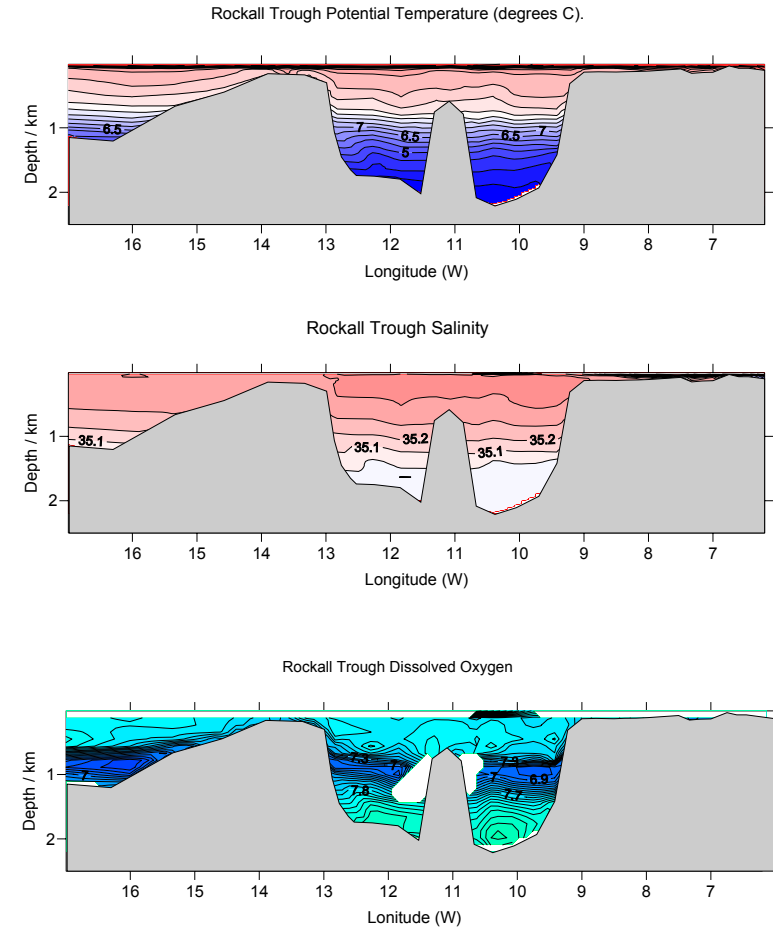 Rockall Trough Potential Temperature (degrees C).
Depth / km
1
2
6.5
7
6.5
5
6.5
7
16 15 14 13 12 11 10 9 8 7
Longitude (W)
Rockall Trough Salinity
Depth / km
1
2
35.1
35.1
35.2
35.1
35.2
16 15 14 13 12 11 10 9 8 7
Longitude (W)
Rockall Trough Dissolved Oxygen
Depth / km
1
2
7
7.3
7.8
7
6.9
7.7
16 15 14 13 12 11 10 9 8 7
Lonitude (W)